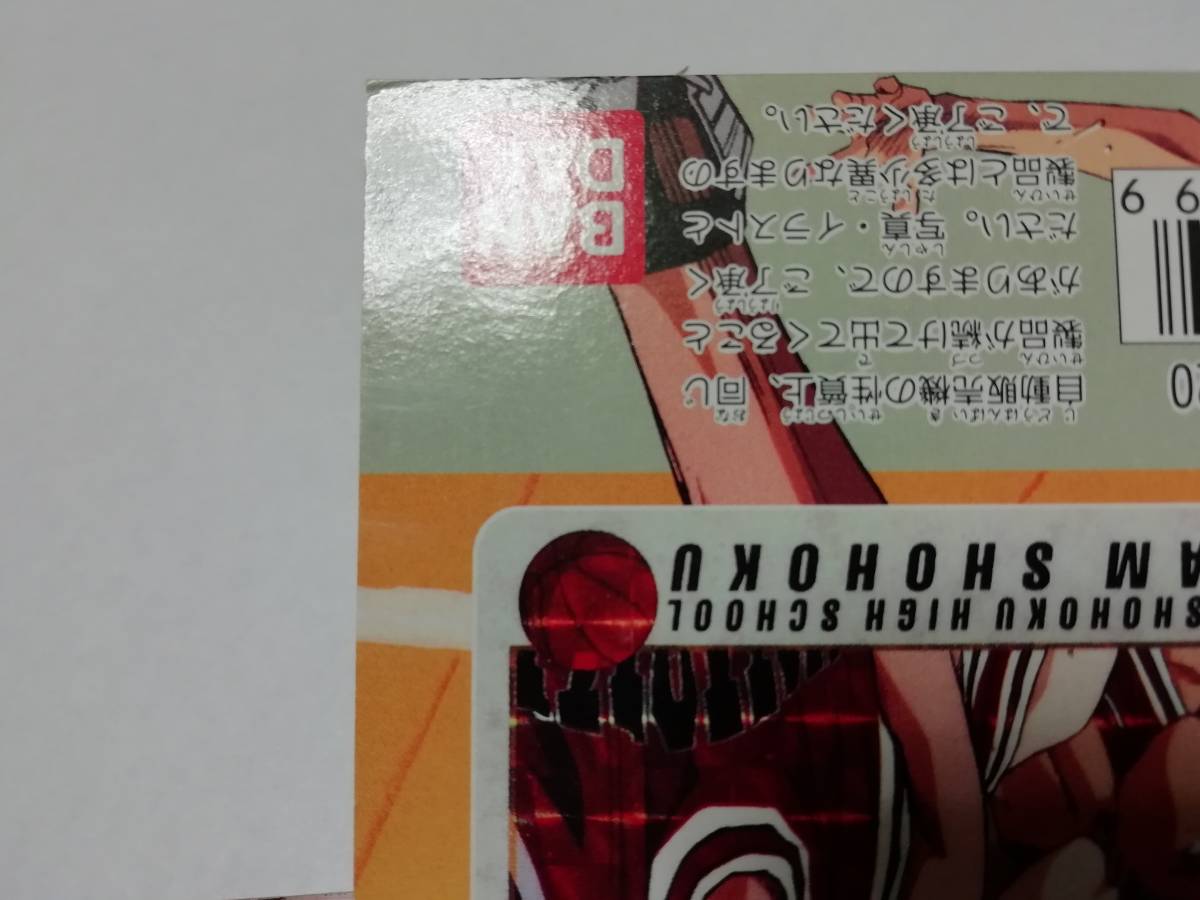 SHOHOKU HIGH SCHOOL
M SHOHOKU
自動販売機の性質上、同じ
製品が続けて出てくること
がありますので、ご了承く
ださい。写真・イラストと
製品とは多少異なりますの
で、ご了承ください。